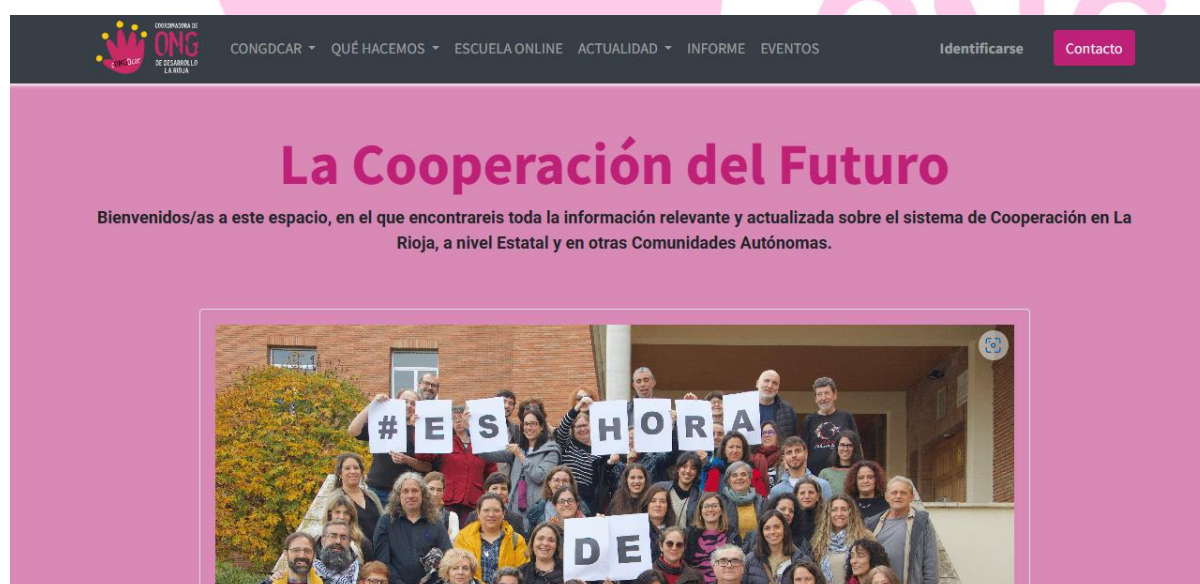 ONG
COORDINADORA DE
ONG
DE DESARROLLO
LA RIOJA
CONGDCAR
CONGDCAR QUÉ HACEMOS ESCUELA ONLINE ACTUALIDAD INFORME EVENTOS Identificarse Contacto
La Cooperación del Futuro
Bienvenidos/as a este espacio, en el que encontrareis toda la información relevante y actualizada sobre el sistema de Cooperación en La
Rioja, a nivel Estatal y en otras Comunidades Autónomas.
#ES HORA
DE